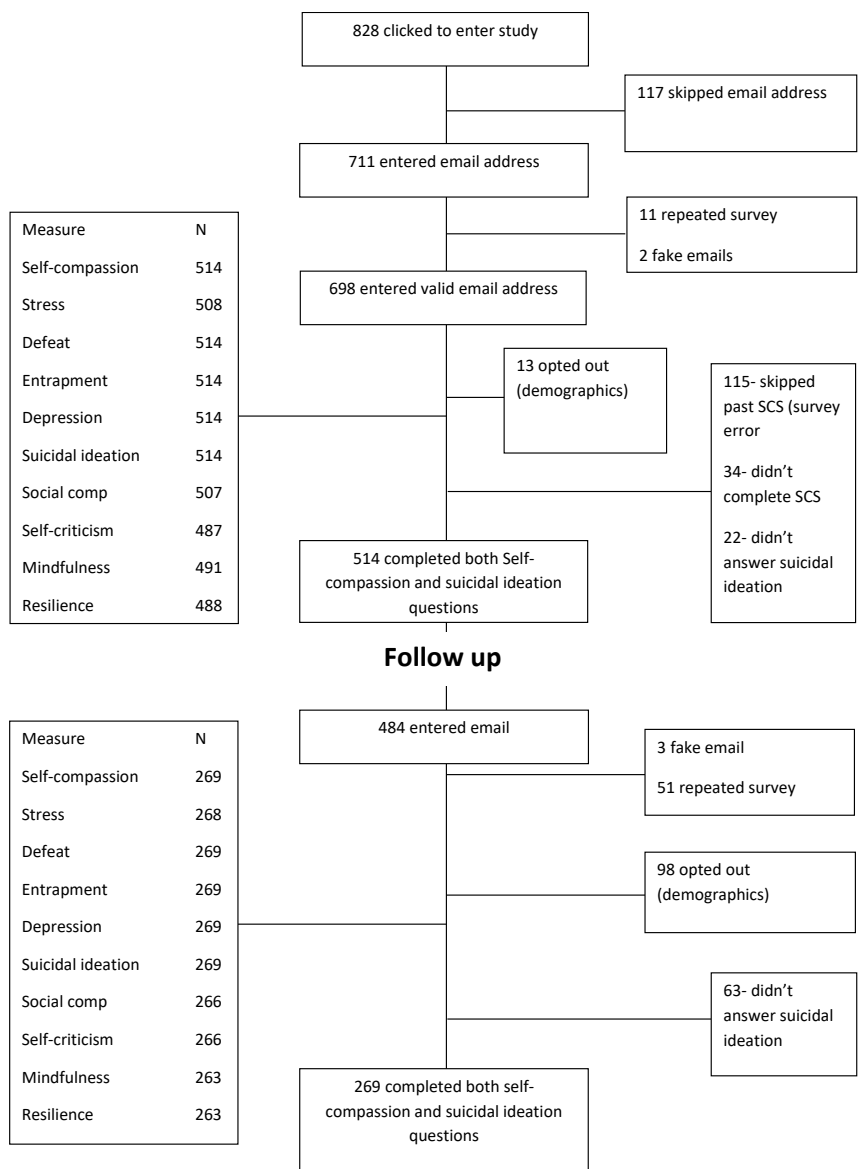 828 clicked to enter study
117 skipped email address
711 entered email address
11 repeated survey
2 fake emails
698 entered valid email address
Measure N
Self-compassion 514
Stress 508
Defeat 514
Entrapment 514
Depression 514
Suicidal ideation 514
Social comp 507
Self-criticism 487
Mindfulness 491
Resilience 488
13 opted out
(demographics)
115- skipped
past SCS (survey
error
34- didn’t
complete SCS
22- didn’t
answer suicidal
ideation
514 completed both Self-
compassion and suicidal ideation
questions
Follow up
484 entered email
3 fake email
51 repeated survey
Measure N
Self-compassion 269
Stress 268
Defeat 269
Entrapment 269
Depression 269
Suicidal ideation 269
Social comp 266
Self-criticism 266
Mindfulness 263
Resilience 263
98 opted out
(demographics)
63- didn’t
answer suicidal
ideation
269 completed both self-
compassion and suicidal ideation
questions